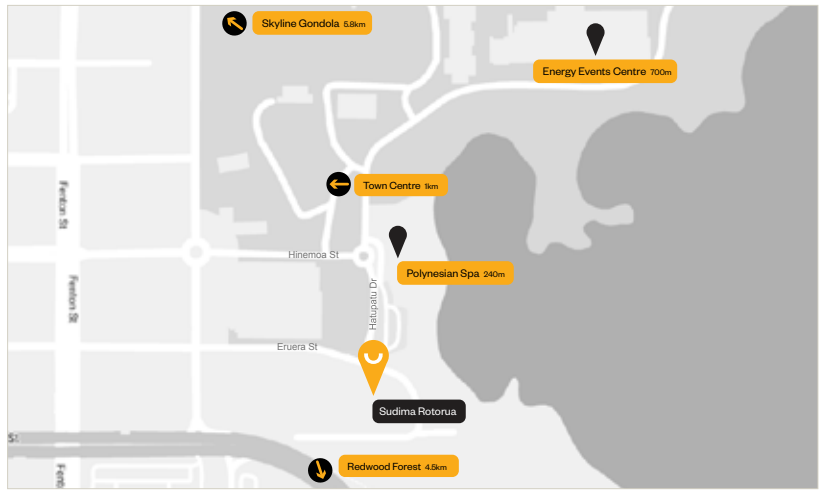 Skyline Gondola 5.8km
Energy Events Centre 700m
Town Centre 1km
Fenton St
Hinemoa St
Polynesian Spa 240m
Fenton St
Hatupatu Dr
Eruera St
Sudima Rotorua
Redwood Forest 4.5km